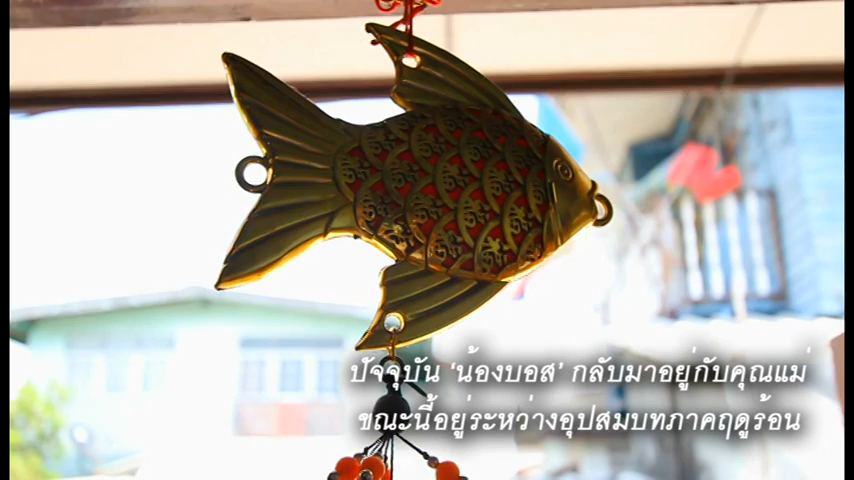 ปัจจุบัน ‘น้องบอส’ กลับมาอยู่กับคุณแม่
ขณะนี้อยู่ระหว่างอุปสมบทภาคฤดูร้อน